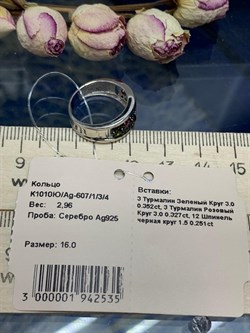 Кольцо
К1010Ю/Ag-607/1/3/4
Вес: 2,96
Проба: Серебро Ag925
Размер: 16.0
3 000001 942535
Вставки:
3 Турмалин Зеленый Круг 3.0
0.352ct, 3 Турмалин Розовый
Круг 3.0 0.327ct, 12 Шпинель
черная круг 1.5 0.251ct